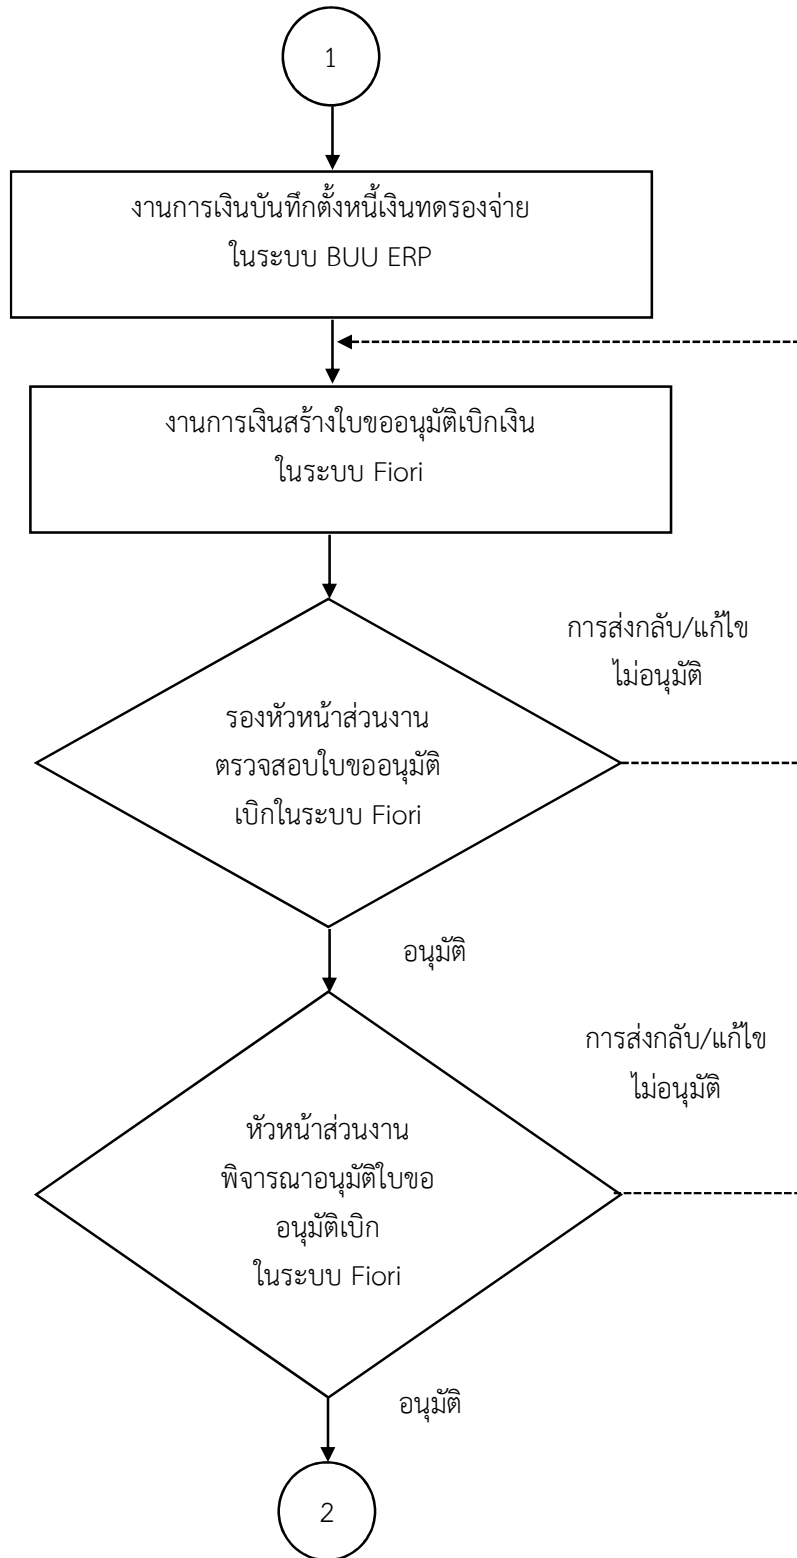 1
งานการเงินบันทึกตั้งหนี้เงินทดรองจ่าย
ในระบบ BUU ERP
งานการเงินสร้างใบขออนุมัติเบิกเงิน
ในระบบ Fiori
การส่งกลับ/แก้ไข
ไม่อนุมัติ
รองหัวหน้าส่วนงาน
ตรวจสอบใบขออนุมัติ
เบิกในระบบ Fiori
อนุมัติ
การส่งกลับ/แก้ไข
ไม่อนุมัติ
หัวหน้าส่วนงาน
พิจารณาอนุมัติใบขอ
อนุมัติเบิก
ในระบบ Fiori
อนุมัติ
2